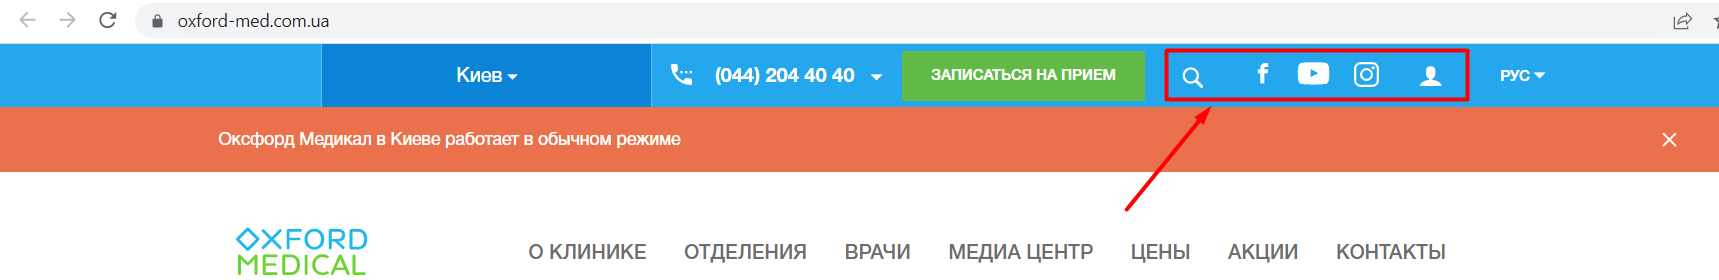 oxford-med.com.ua
Киев (044) 204 40 40 ЗАПИСАТЬСЯ НА ПРИЕМ РУС
Оксфорд Медикал в Киеве работает в обычном режиме
OXFORD
MEDICAL
О КЛИНИКЕ ОТДЕЛЕНИЯ ВРАЧИ МЕДИА ЦЕНТР ЦЕНЫ АКЦИИ КОНТАКТЫ